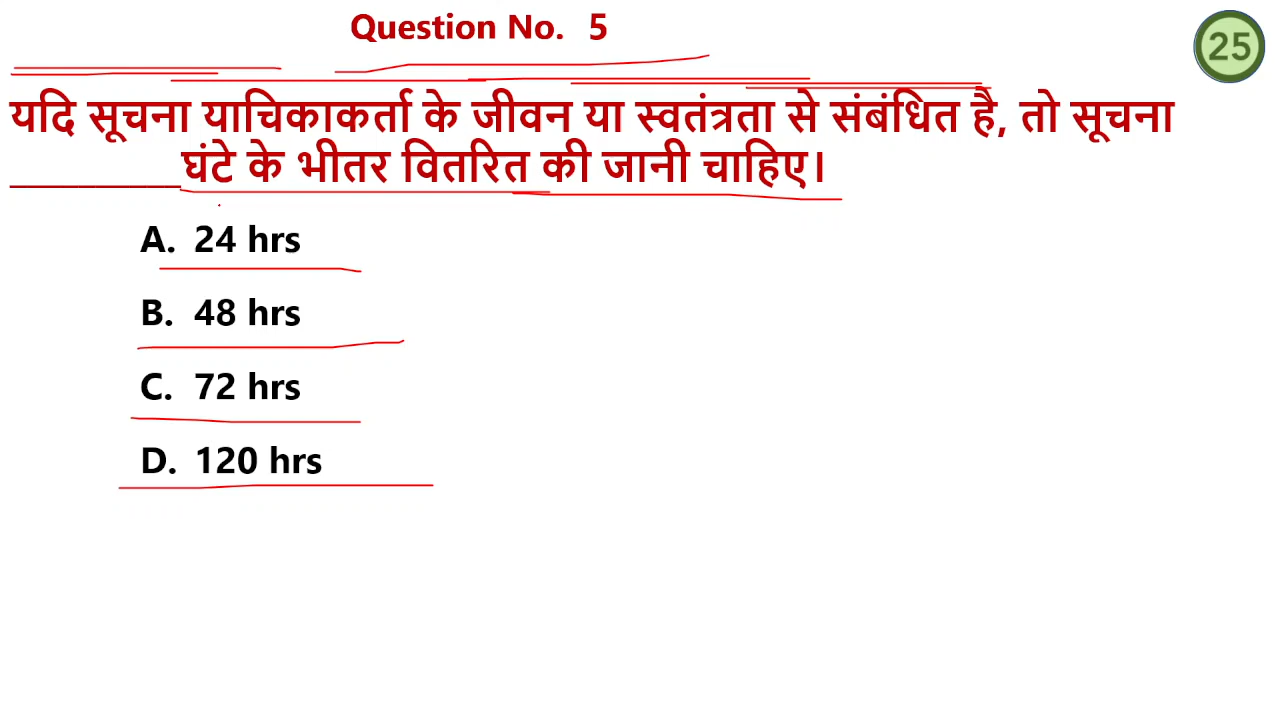 Question No. 5
25
यदि सूचना याचिकाकर्ता के जीवन या स्वतंत्रता से संबंधित है, तो सूचना
__________घंटे के भीतर वितरित की जानी चाहिए।
A. 24 hrs
B. 48 hrs
C. 72 hrs
D. 120 hrs